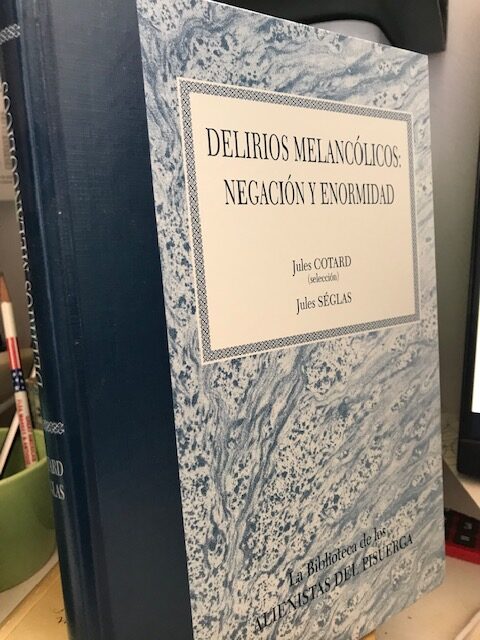 DELIRIOS MELANCÓLICOS:
NEGACIÓN Y ENORMIDAD
Jules COTARD
(selección)
Jules SÉGLAS
La Biblioteca de los
ALIENISTAS DEL PISUERGA